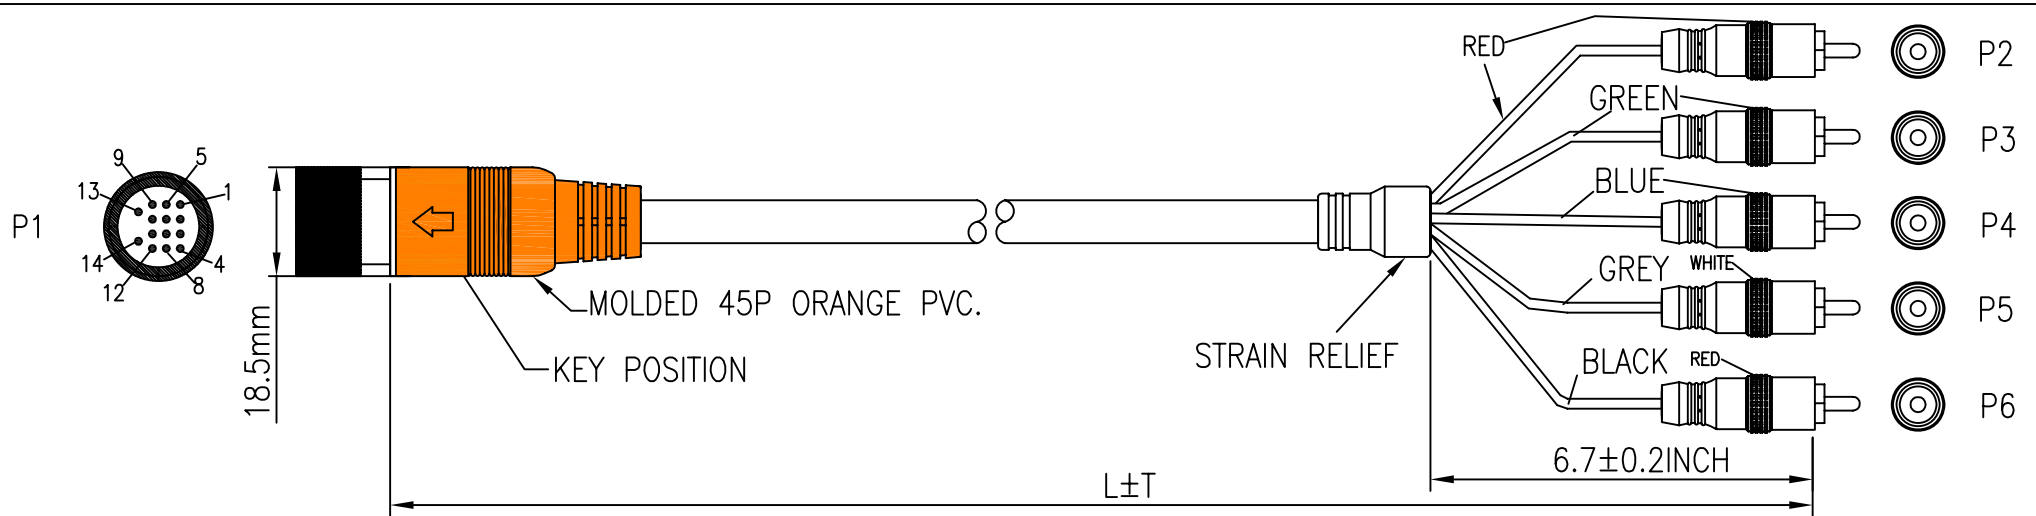 RED
P2
GREEN
P3
9
5
13
1
P1
14
4
12
8
BLUE
P4
GREY
WHITE
P5
MOLDED 45P ORANGE PVC.
18.5mm
KEY POSITION
STRAIN RELIEF
BLACK
RED
P6
6.7±0.2INCH
L±T